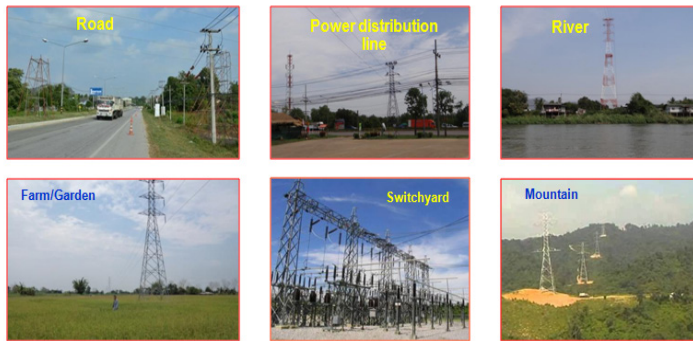 Road
Power distribution
line
River
Farm/Garden
Switchyard
Mountain